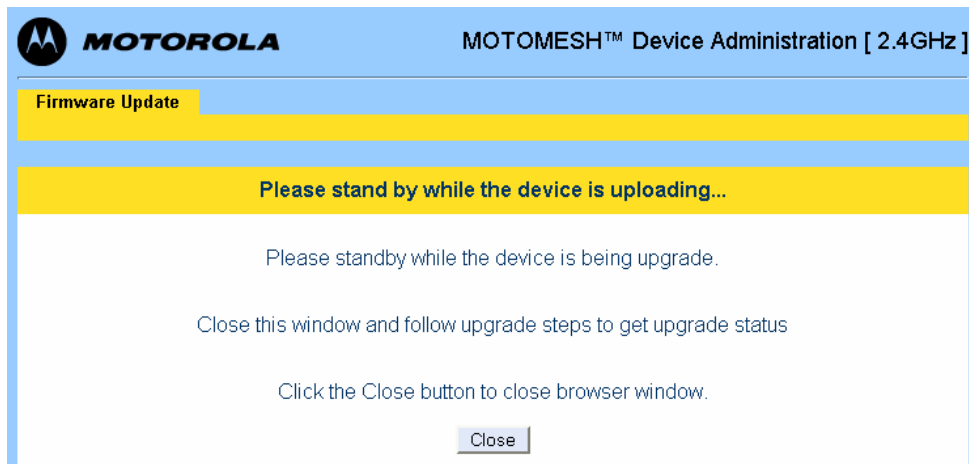 MOTOROLA
MOTOMESH™ Device Administration [ 2.4GHz ]
Firmware Update
Please stand by while the device is uploading...
Please standby while the device is being upgrade.
Close this window and follow upgrade steps to get upgrade status
Click the Close button to close browser window.
Close